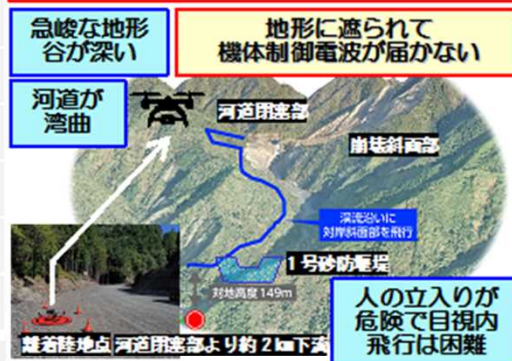 急峻な地形
谷が深い
地形に遮られて
機体制御電波が届かない
河道が
湾曲
河道閉塞部
崩壊斜面部
渓流沿いに
対岸斜面部を飛行
1号砂防堰堤
対地高度149m
離着陸地点 河道閉塞部より約2km下流
人の立入りが
危険で目視内
飛行は困難